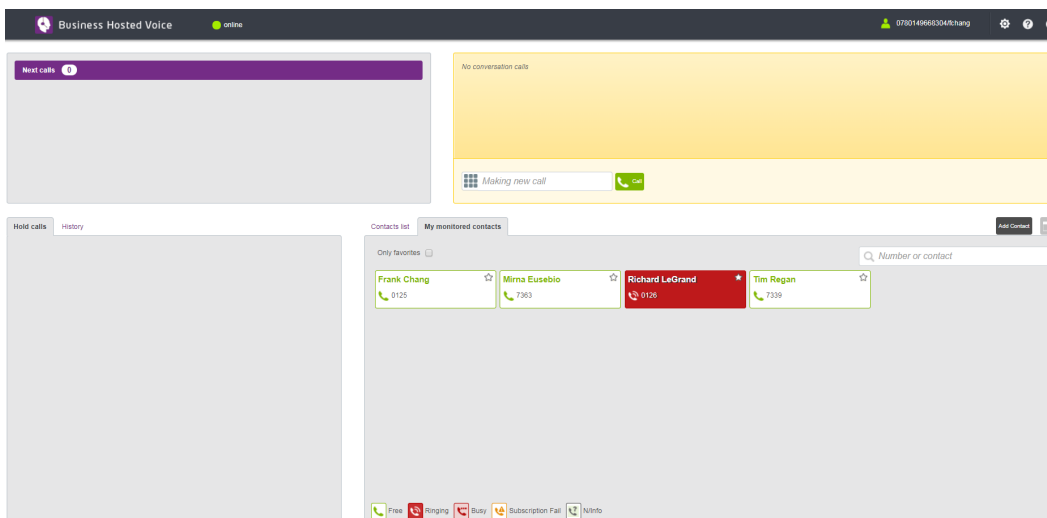 Business Hosted Voice
online
0780149668304/fchang
Next calls 0
No conversation calls
Making new call
Call
Hold calls
History
Contacts list
My monitored contacts
Add Contact
Only favorites
Number or contact
Frank Chang
0125
Mirna Eusebio
7363
Richard LeGrand
0126
Tim Regan
7339
Free
Ringing
Busy
Subscription Fail
N/Info